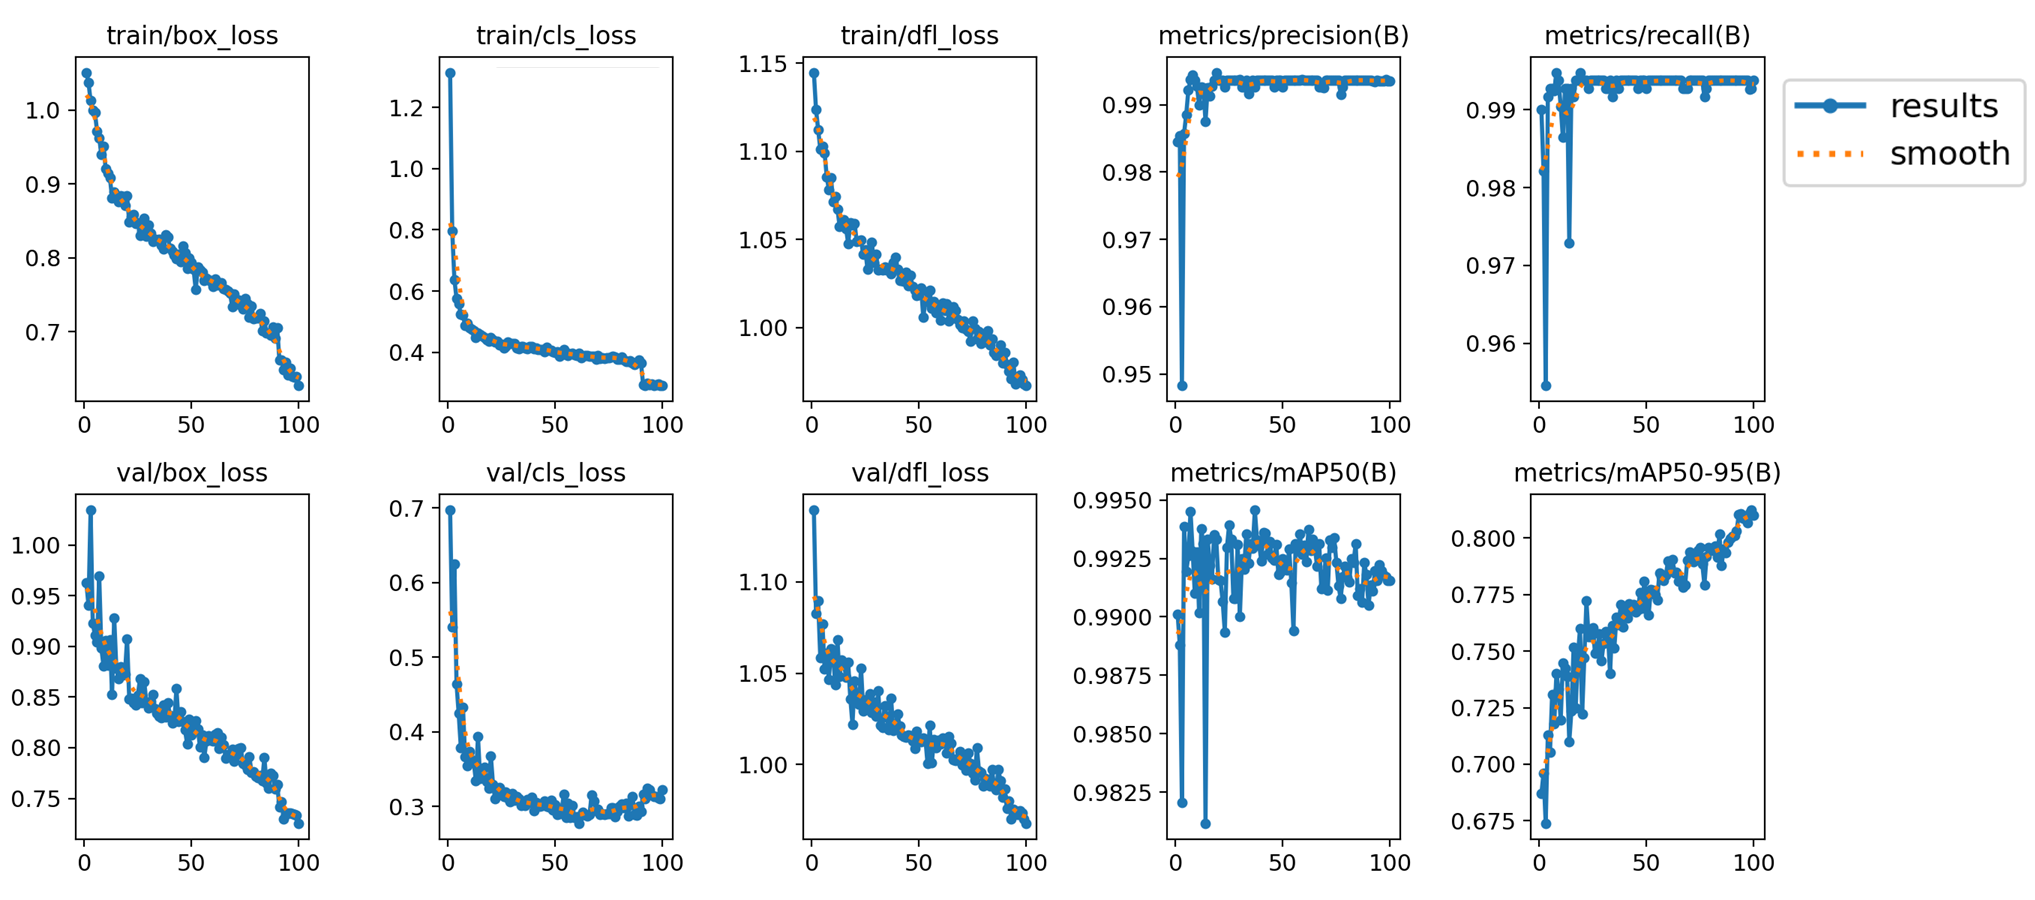 train/box_loss
train/cls_loss
train/dfl_loss
metrics/precision(B)
metrics/recall(B)
1.0
0.9
0.8
0.7
0 50 100
1.2
1.0
0.8
0.6
0.4
0 50 100
1.15
1.10
1.05
1.00
0 50 100
0.99
0.98
0.97
0.96
0.95
0 50 100
0.99
0.98
0.97
0.96
0 50 100
results
smooth
val/box_loss
val/cls_loss
val/dfl_loss
metrics/mAP50(B)
metrics/mAP50-95(B)
1.00
0.95
0.90
0.85
0.80
0.75
0 50 100
0.7
0.6
0.5
0.4
0.3
0 50 100
1.10
1.05
1.00
0 50 100
0.9950
0.9925
0.9900
0.9875
0.9850
0.9825
0 50 100
0.800
0.775
0.750
0.725
0.700
0.675
0 50 100